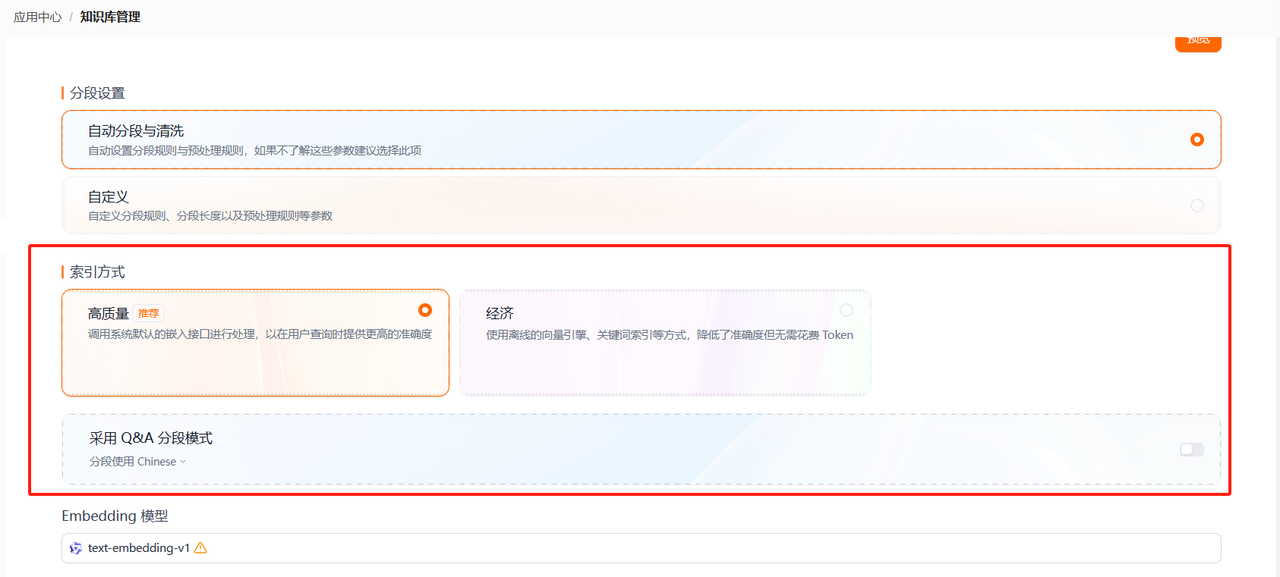 应用中心 / 知识库管理
预览
分段设置
自动分段与清洗
自动设置分段规则与预处理规则，如果不了解这些参数建议选择此项
自定义
自定义分段规则、分段长度以及预处理规则等参数
索引方式
高质量 推荐
调用系统默认的嵌入接口进行处理，以在用户查询时提供更高的准确度
经济
使用离线的向量引擎、关键词索引等方式，降低了准确度但无需花费 Token
采用 Q&A 分段模式
分段使用 Chinese
Embedding 模型
text-embedding-v1